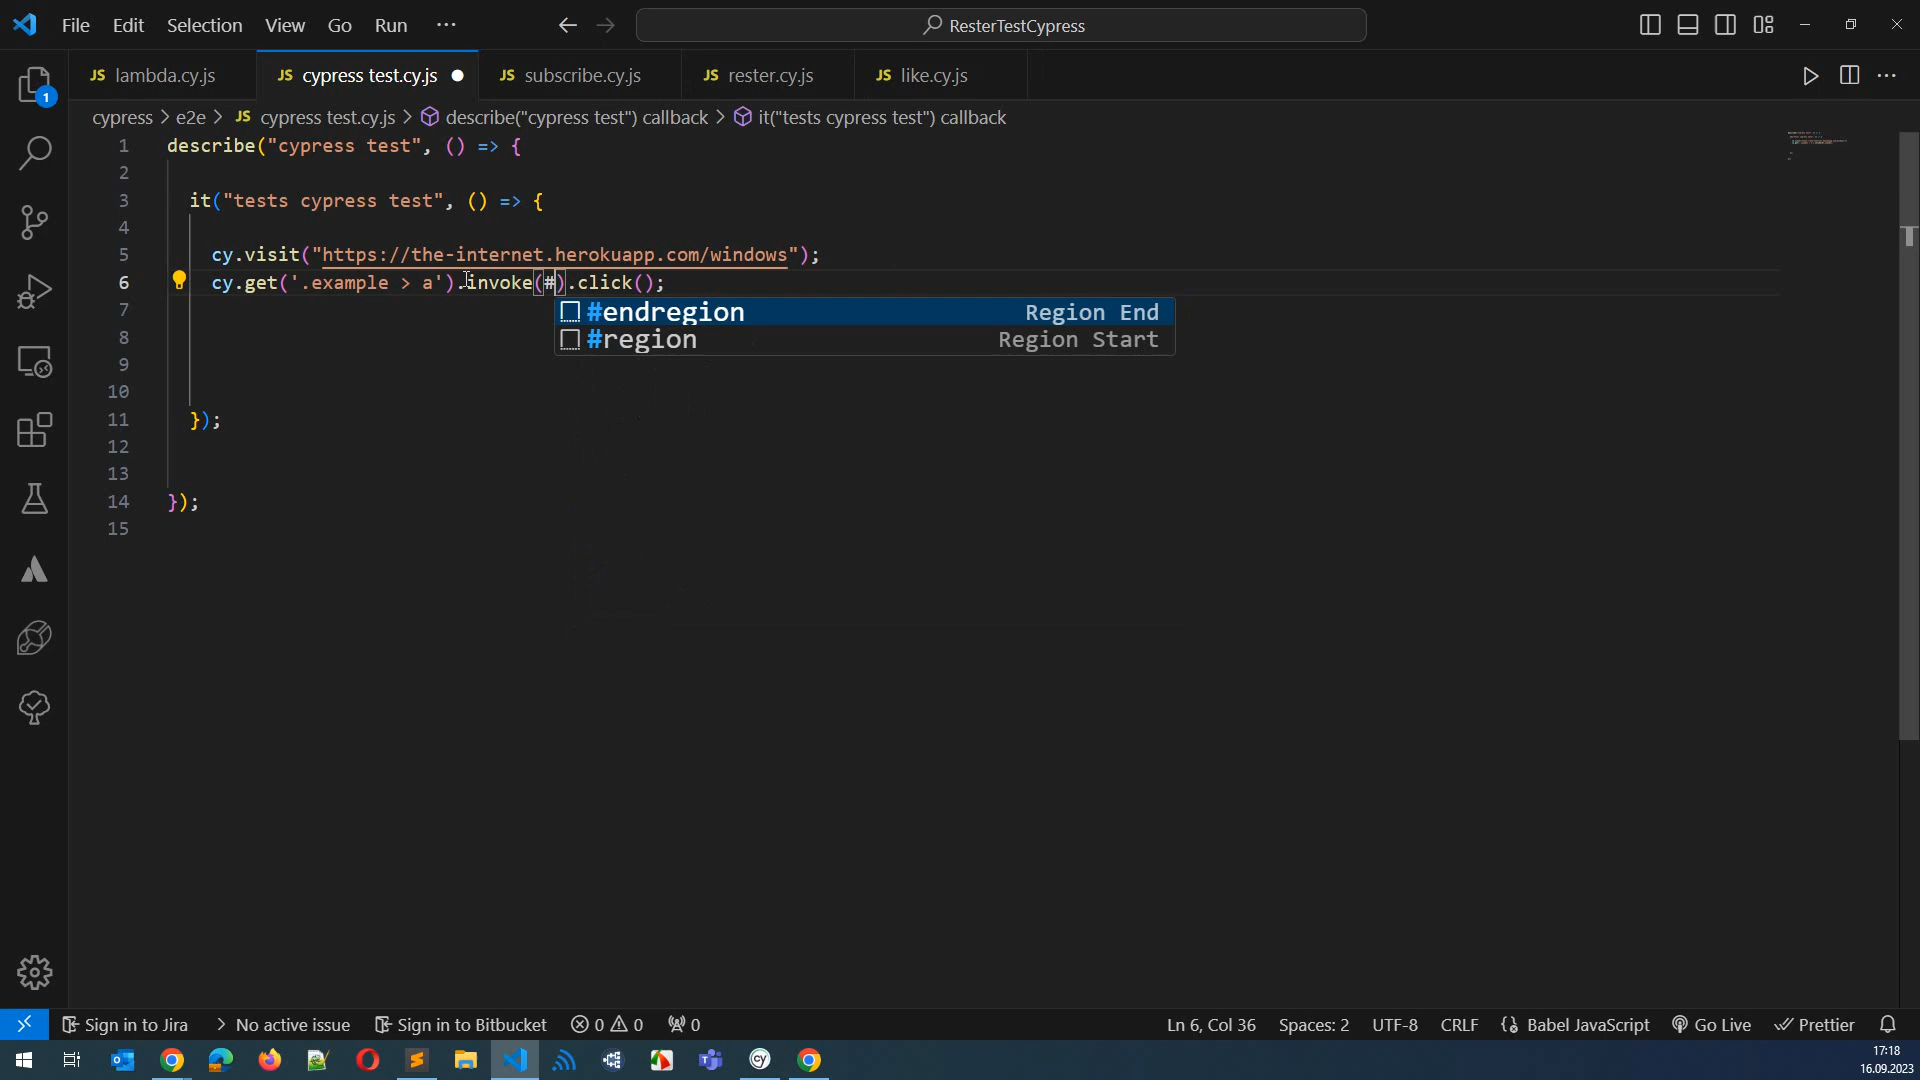 File Edit Selection View Go Run ··· ResterTestCypress
JS lambda.cy.js JS cypress test.cy.js JS subscribe.cy.js JS rester.cy.js JS like.cy.js
cypress > e2e > JS cypress test.cy.js > describe("cypress test") callback > it("tests cypress test") callback
1 describe("cypress test", () => {
2
3 it("tests cypress test", () => {
4
5 cy.visit("https://the-internet.herokuapp.com/windows");
6 cy.get('.example > a').invoke(#).click();
7 #endregion Region End
8 #region Region Start
9
10
11 });
12
13
14 });
15
1
Sign in to Jira > No active issue Sign in to Bitbucket 0 0 0 Ln 6, Col 36 Spaces: 2 UTF-8 CRLF {} Babel JavaScript Go Live Prettier
17:18
16.09.2023